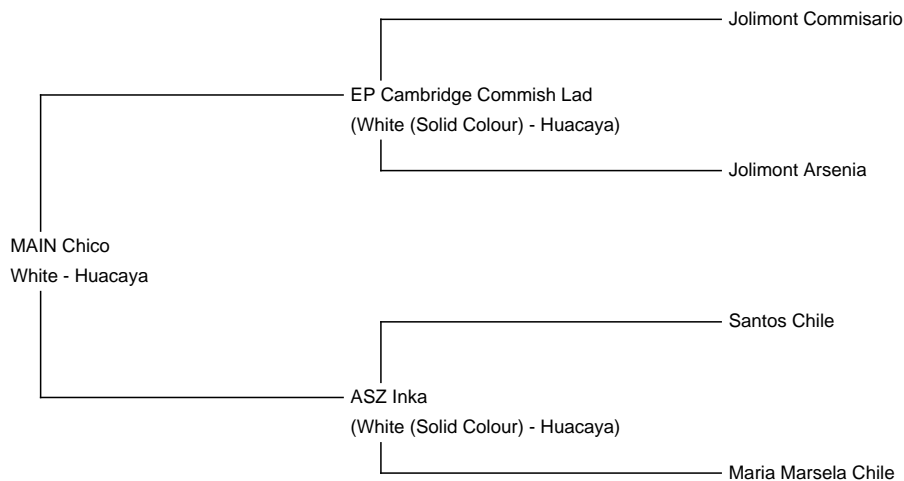 Jolimont Commisario
EP Cambridge Commish Lad
(White (Solid Colour) - Huacaya)
Jolimont Arsenia
MAIN Chico
White - Huacaya
Santos Chile
ASZ Inka
(White (Solid Colour) - Huacaya)
Maria Marsela Chile